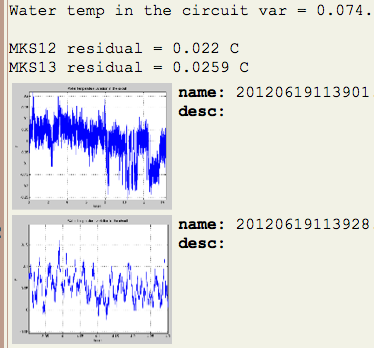 Water temp in the circuit var = 0.074.
MKS12 residual = 0.022 C
MKS13 residual = 0.0259 C
name: 20120619113901
desc:
name: 20120619113928
desc: